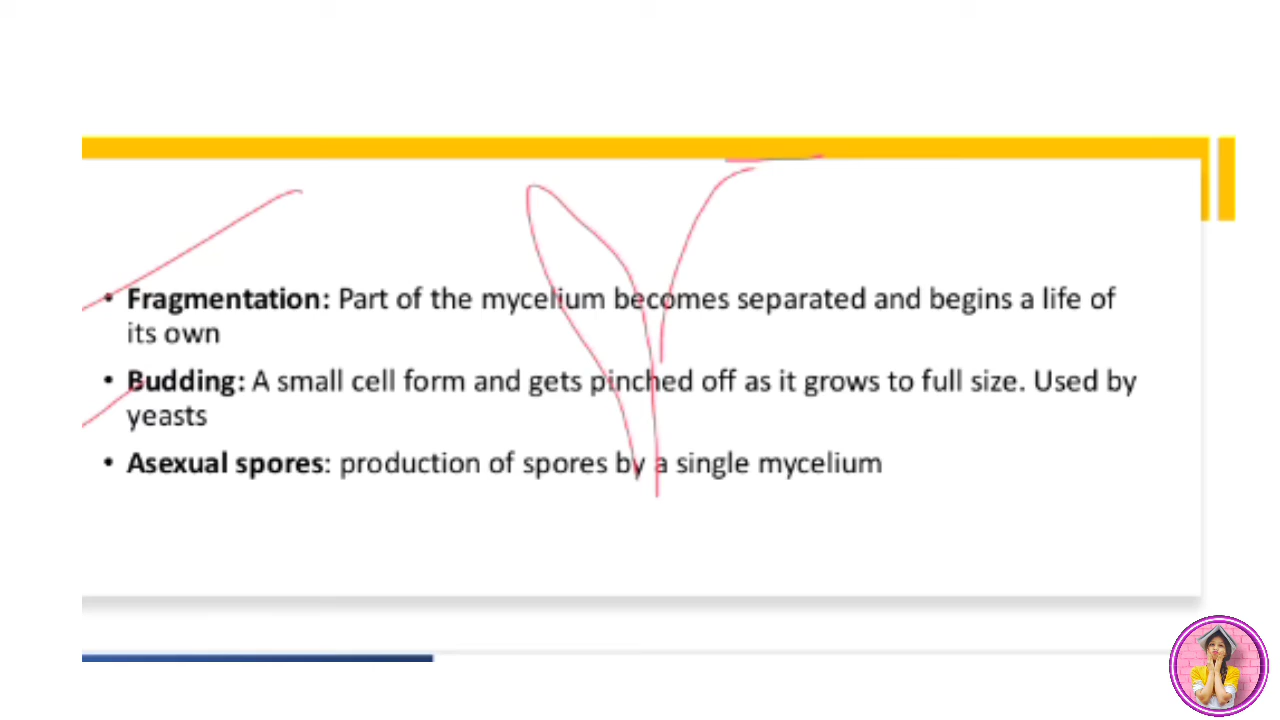 • Fragmentation: Part of the mycelium becomes separated and begins a life of
its own
• Budding: A small cell form and gets pinched off as it grows to full size. Used by
yeasts
• Asexual spores: production of spores by a single mycelium